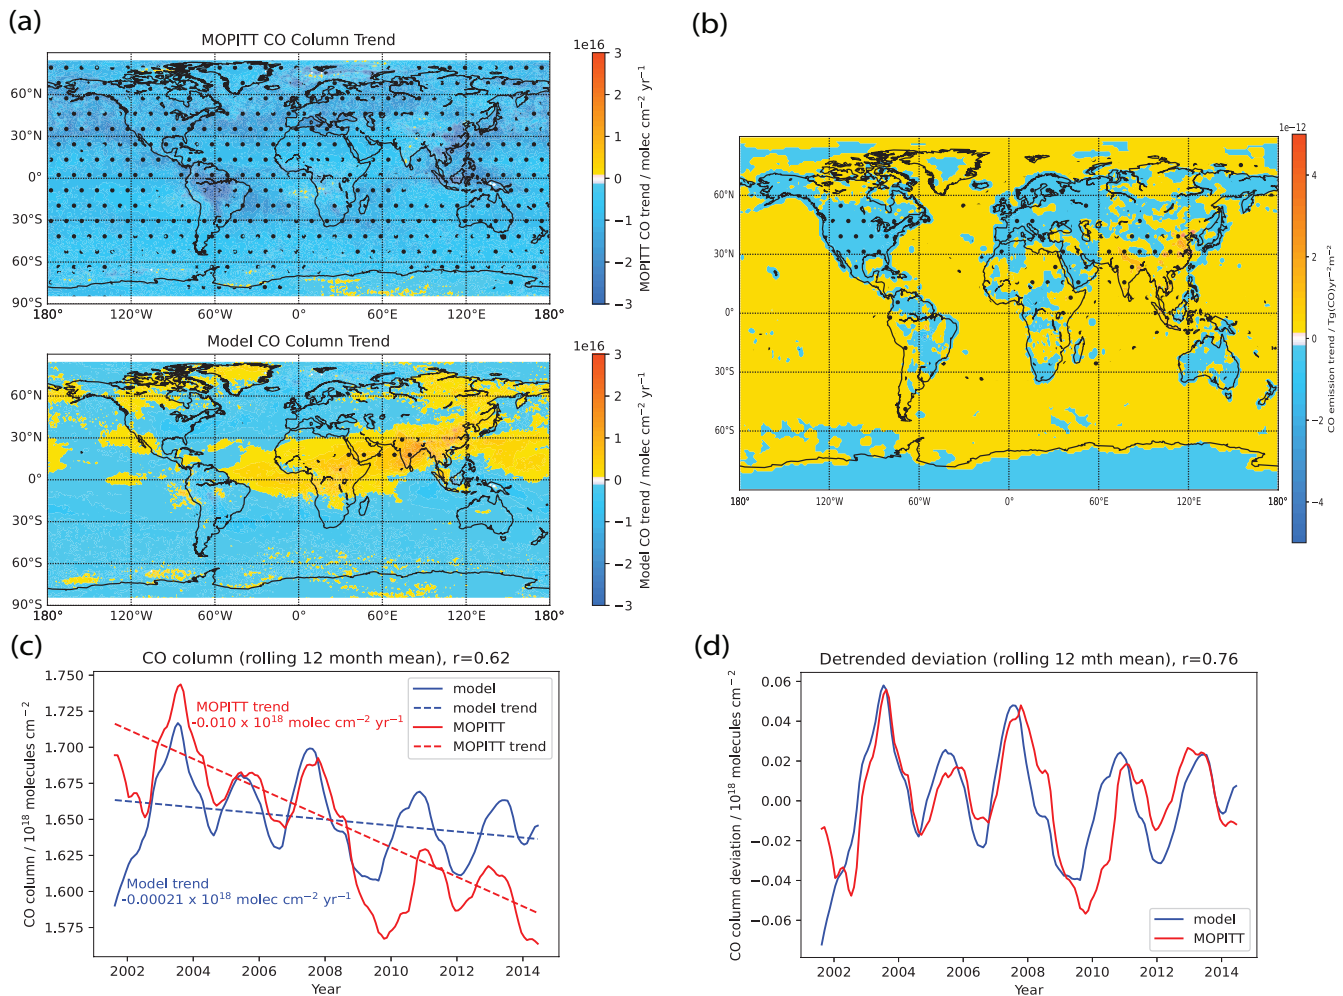 (a)
MOPITT CO Column Trend
1e16
60°N
30°N
0°
30°S
60°S
90°S
180° 120°W 60°W 0° 60°E 120°E 180°
3
2
1
0
−1
−2
−3
MOPITT CO trend / molec cm⁻² yr⁻¹
Model CO Column Trend
1e16
60°N
30°N
0°
30°S
60°S
90°S
180° 120°W 60°W 0° 60°E 120°E 180°
3
2
1
0
−1
−2
−3
Model CO trend / molec cm⁻² yr⁻¹
(b)
1e−12
60°N
30°N
0°
30°S
60°S
180° 120°W 60°W 0° 60°E 120°E 180°
4
2
0
−2
−4
CO emission trend / Tg(CO)yr⁻²m⁻²
(c)
CO column (rolling 12 month mean), r=0.62
1.750
1.725
1.700
1.675
1.650
1.625
1.600
1.575
CO column / 10¹⁸ molecules cm⁻²
MOPITT trend
-0.010 x 10¹⁸ molec cm⁻² yr⁻¹
model
model trend
MOPITT
MOPITT trend
Model trend
-0.00021 x 10¹⁸ molec cm⁻² yr⁻¹
2002 2004 2006 2008 2010 2012 2014
Year
(d)
Detrended deviation (rolling 12 mth mean), r=0.76
0.06
0.04
0.02
0.00
−0.02
−0.04
−0.06
CO column deviation / 10¹⁸ molecules cm⁻²
model
MOPITT
2002 2004 2006 2008 2010 2012 2014
Year